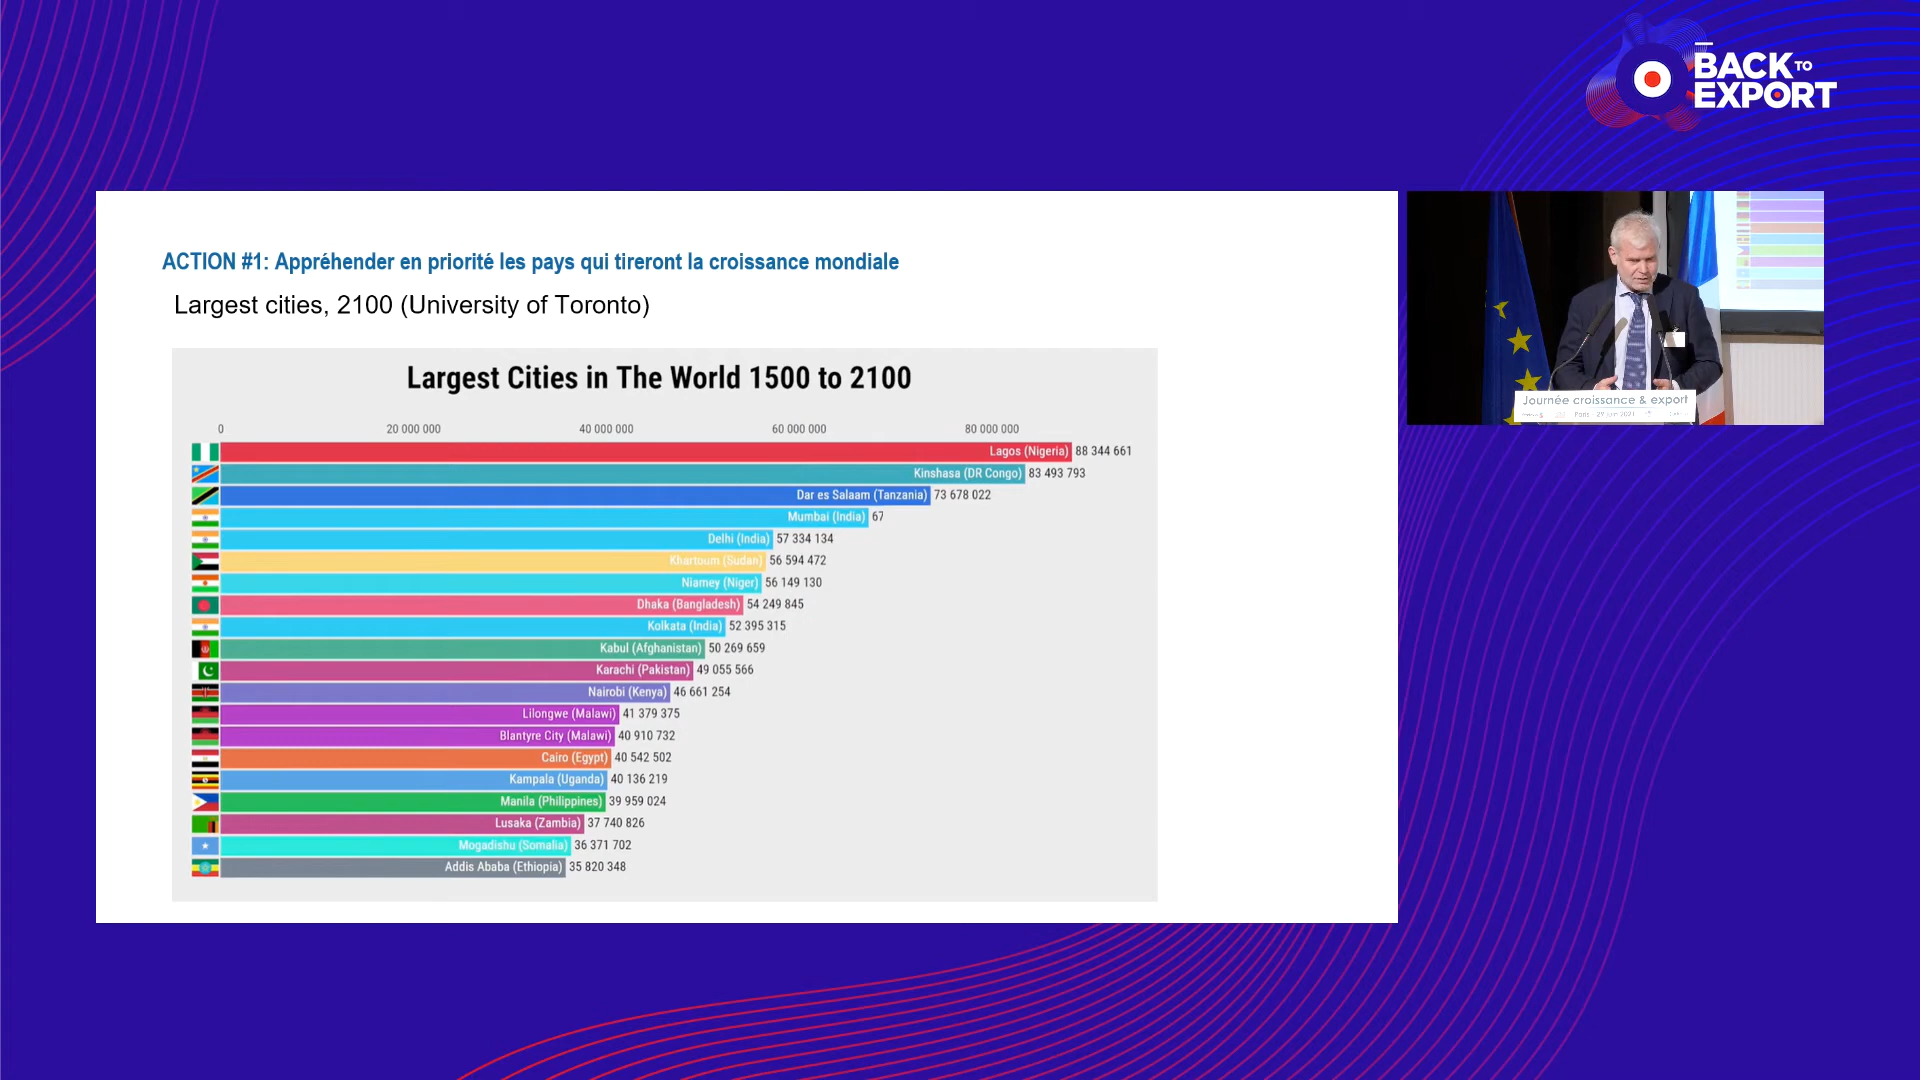 BACK TO
EXPORT
ACTION #1: Appréhender en priorité les pays qui tireront la croissance mondiale
Largest cities, 2100 (University of Toronto)
Largest Cities in The World 1500 to 2100
0 20 000 000 40 000 000 60 000 000 80 000 000
Lagos (Nigeria) 88 344 661
Kinshasa (DR Congo) 83 493 793
Dar es Salaam (Tanzania) 73 678 022
Mumbai (India) 67
Delhi (India) 57 334 134
Khartoum (Sudan) 56 594 472
Niamey (Niger) 56 149 130
Dhaka (Bangladesh) 54 249 845
Kolkata (India) 52 395 315
Kabul (Afghanistan) 50 269 659
Karachi (Pakistan) 49 055 566
Nairobi (Kenya) 46 661 254
Lilongwe (Malawi) 41 379 375
Blantyre City (Malawi) 40 910 732
Cairo (Egypt) 40 542 502
Kampala (Uganda) 40 136 219
Manila (Philippines) 39 959 024
Lusaka (Zambia) 37 740 826
Mogadishu (Somalia) 36 371 702
Addis Ababa (Ethiopia) 35 820 348
Journée croissance & export
Paris - 29 juin 2021